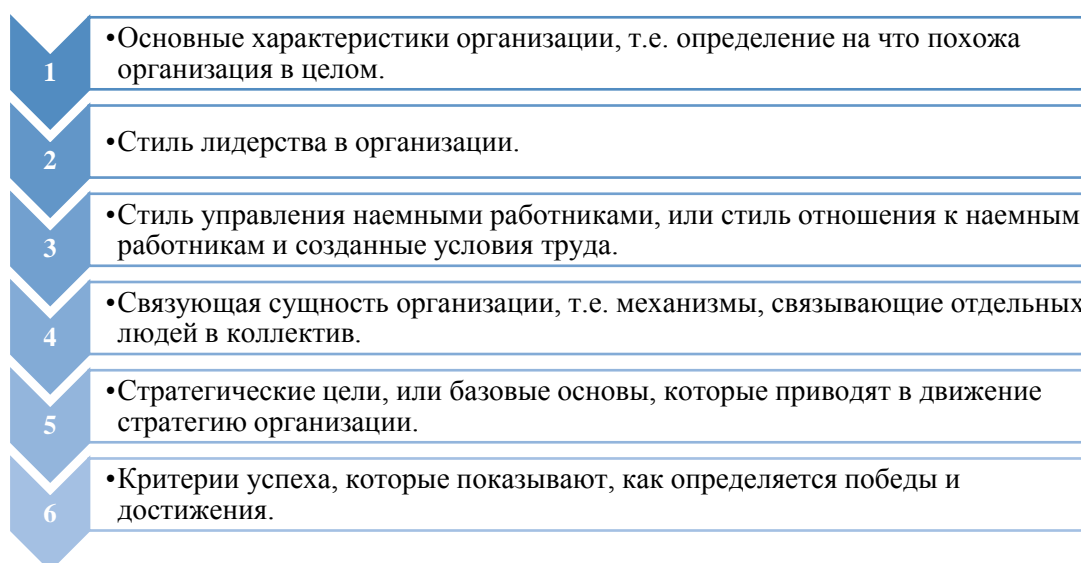 1
•Основные характеристики организации, т.е. определение на что похожа
организация в целом.
2
•Стиль лидерства в организации.
3
•Стиль управления наемными работниками, или стиль отношения к наемным
работникам и созданные условия труда.
4
•Связующая сущность организации, т.е. механизмы, связывающие отдельных
людей в коллектив.
5
•Стратегические цели, или базовые основы, которые приводят в движение
стратегию организации.
6
•Критерии успеха, которые показывают, как определяется победы и
достижения.